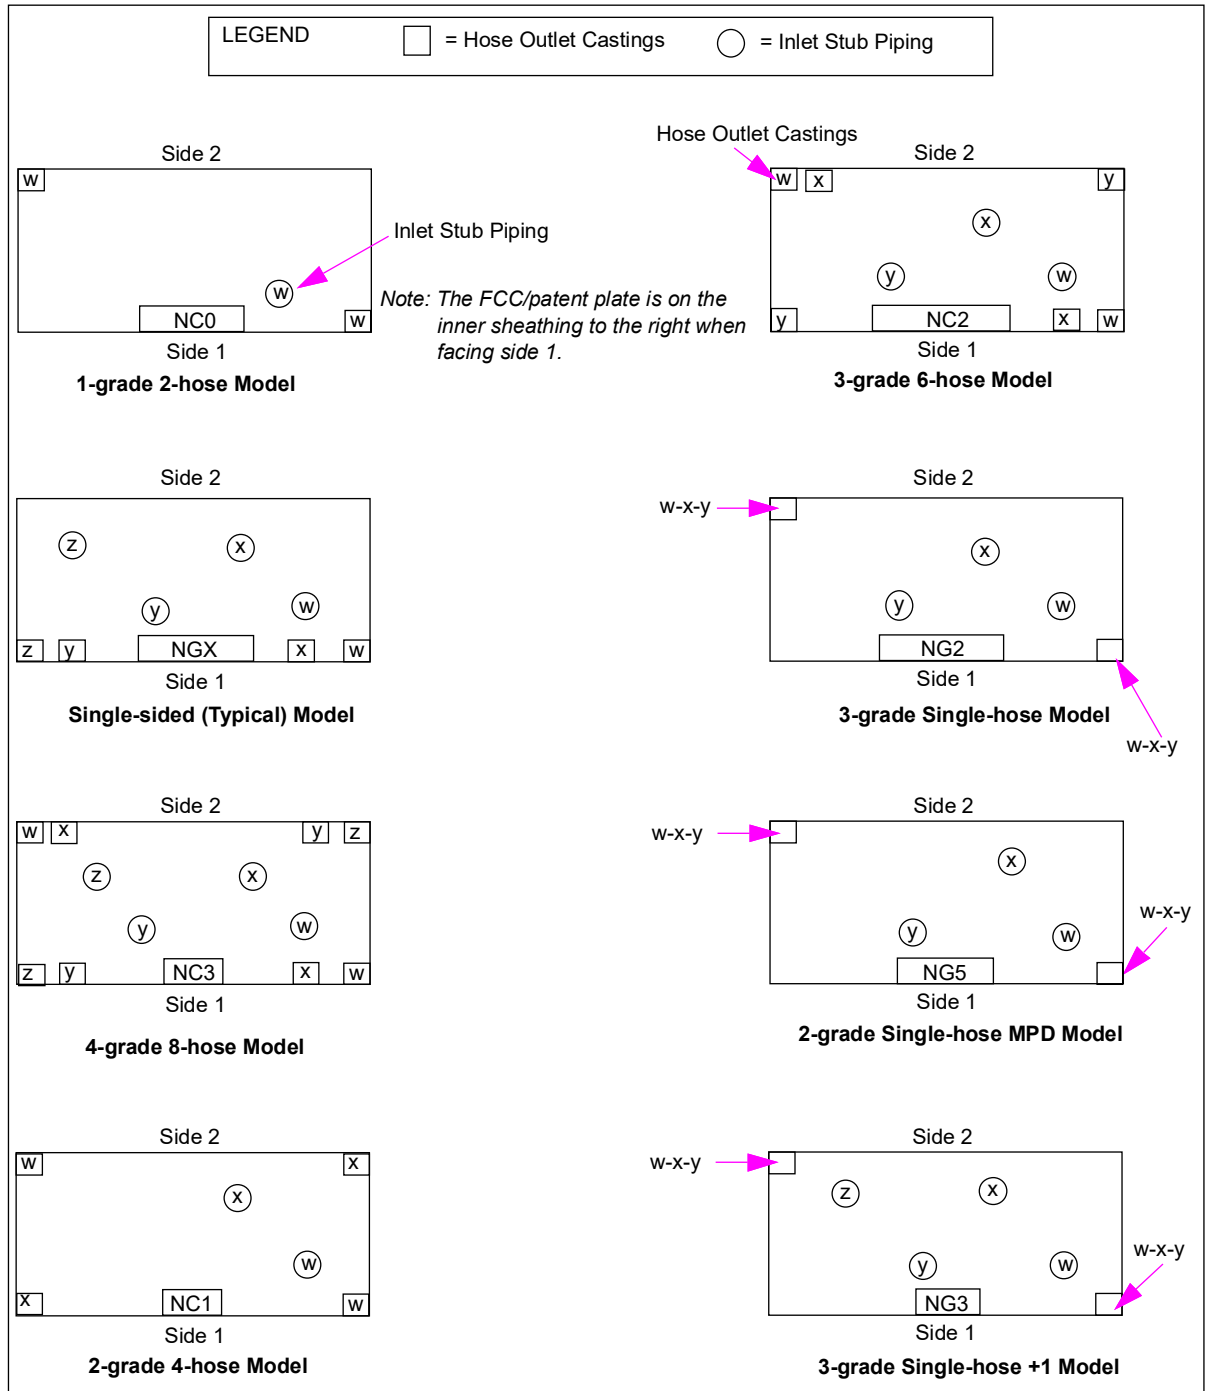 LEGEND
= Hose Outlet Castings
= Inlet Stub Piping
Side 2
w
Inlet Stub Piping
w
NC0
w
Side 1
1-grade 2-hose Model
Note: The FCC/patent plate is on the
inner sheathing to the right when
facing side 1.
Hose Outlet Castings
Side 2
w x y
x
y w
y NC2 x w
Side 1
3-grade 6-hose Model
Side 2
z x
y w
z y NGX x w
Side 1
Single-sided (Typical) Model
Side 2
w-x-y
x
y w
NG2
Side 1
3-grade Single-hose Model
w-x-y
Side 2
w x y z
z x
y w
z y NC3 x w
Side 1
4-grade 8-hose Model
Side 2
w-x-y
x
w-x-y
y w
NG5
Side 1
2-grade Single-hose MPD Model
Side 2
w x
x
w
x NC1 w
Side 1
2-grade 4-hose Model
Side 2
w-x-y
z x
w-x-y
y w
NG3
Side 1
3-grade Single-hose +1 Model